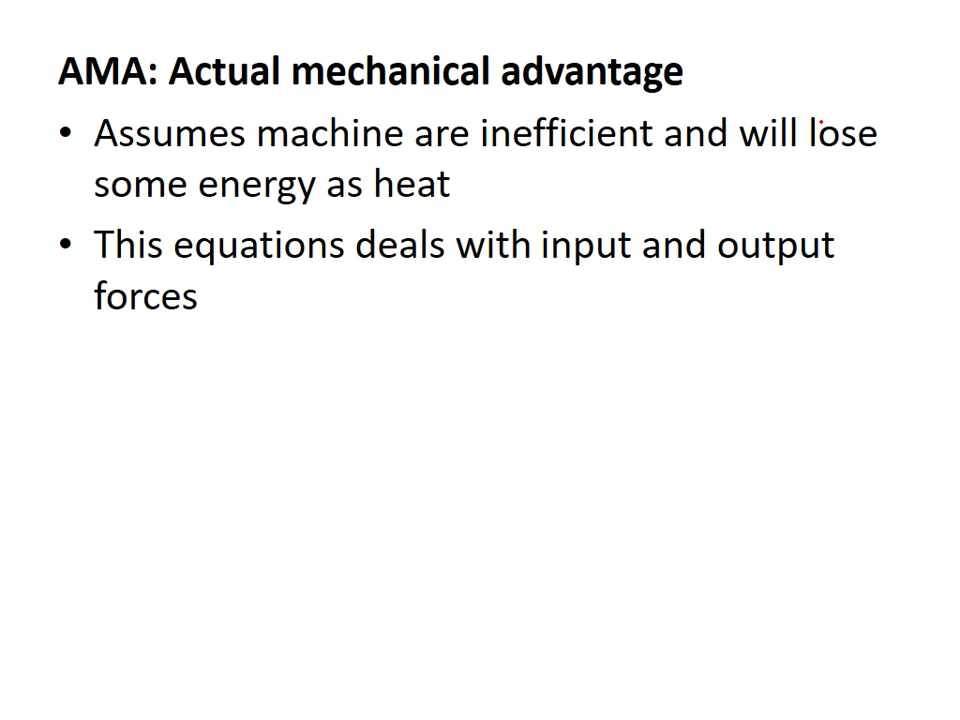 AMA: Actual mechanical advantage
• Assumes machine are inefficient and will lose
some energy as heat
• This equations deals with input and output
forces